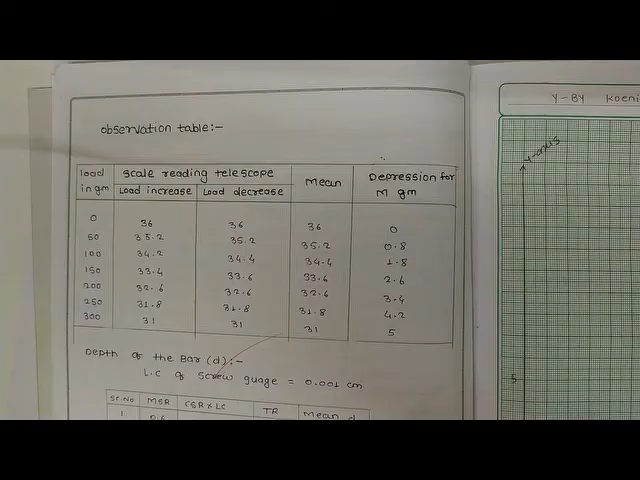 Y-BY Koeni
Observation table:-
load in gm | scale reading telescope | Mean | Depression for M gm
Load increase | Load decrease
0 | 36 | 36 | 36 | 0
50 | 35.2 | 35.2 | 35.2 | 0.8
100 | 34.2 | 34.4 | 34.4 | 1.8
150 | 33.4 | 33.6 | 33.6 | 2.6
200 | 32.6 | 32.6 | 32.6 | 3.4
250 | 31.8 | 31.8 | 31.8 | 4.2
300 | 31 | 31 | 31 | 5
Depth of the Bar (d):-
L.C of screw guage = 0.001 cm
Sr.No | MSR | CSR x LC | TR | Mean d
1 | 0.6
Y-axis
5